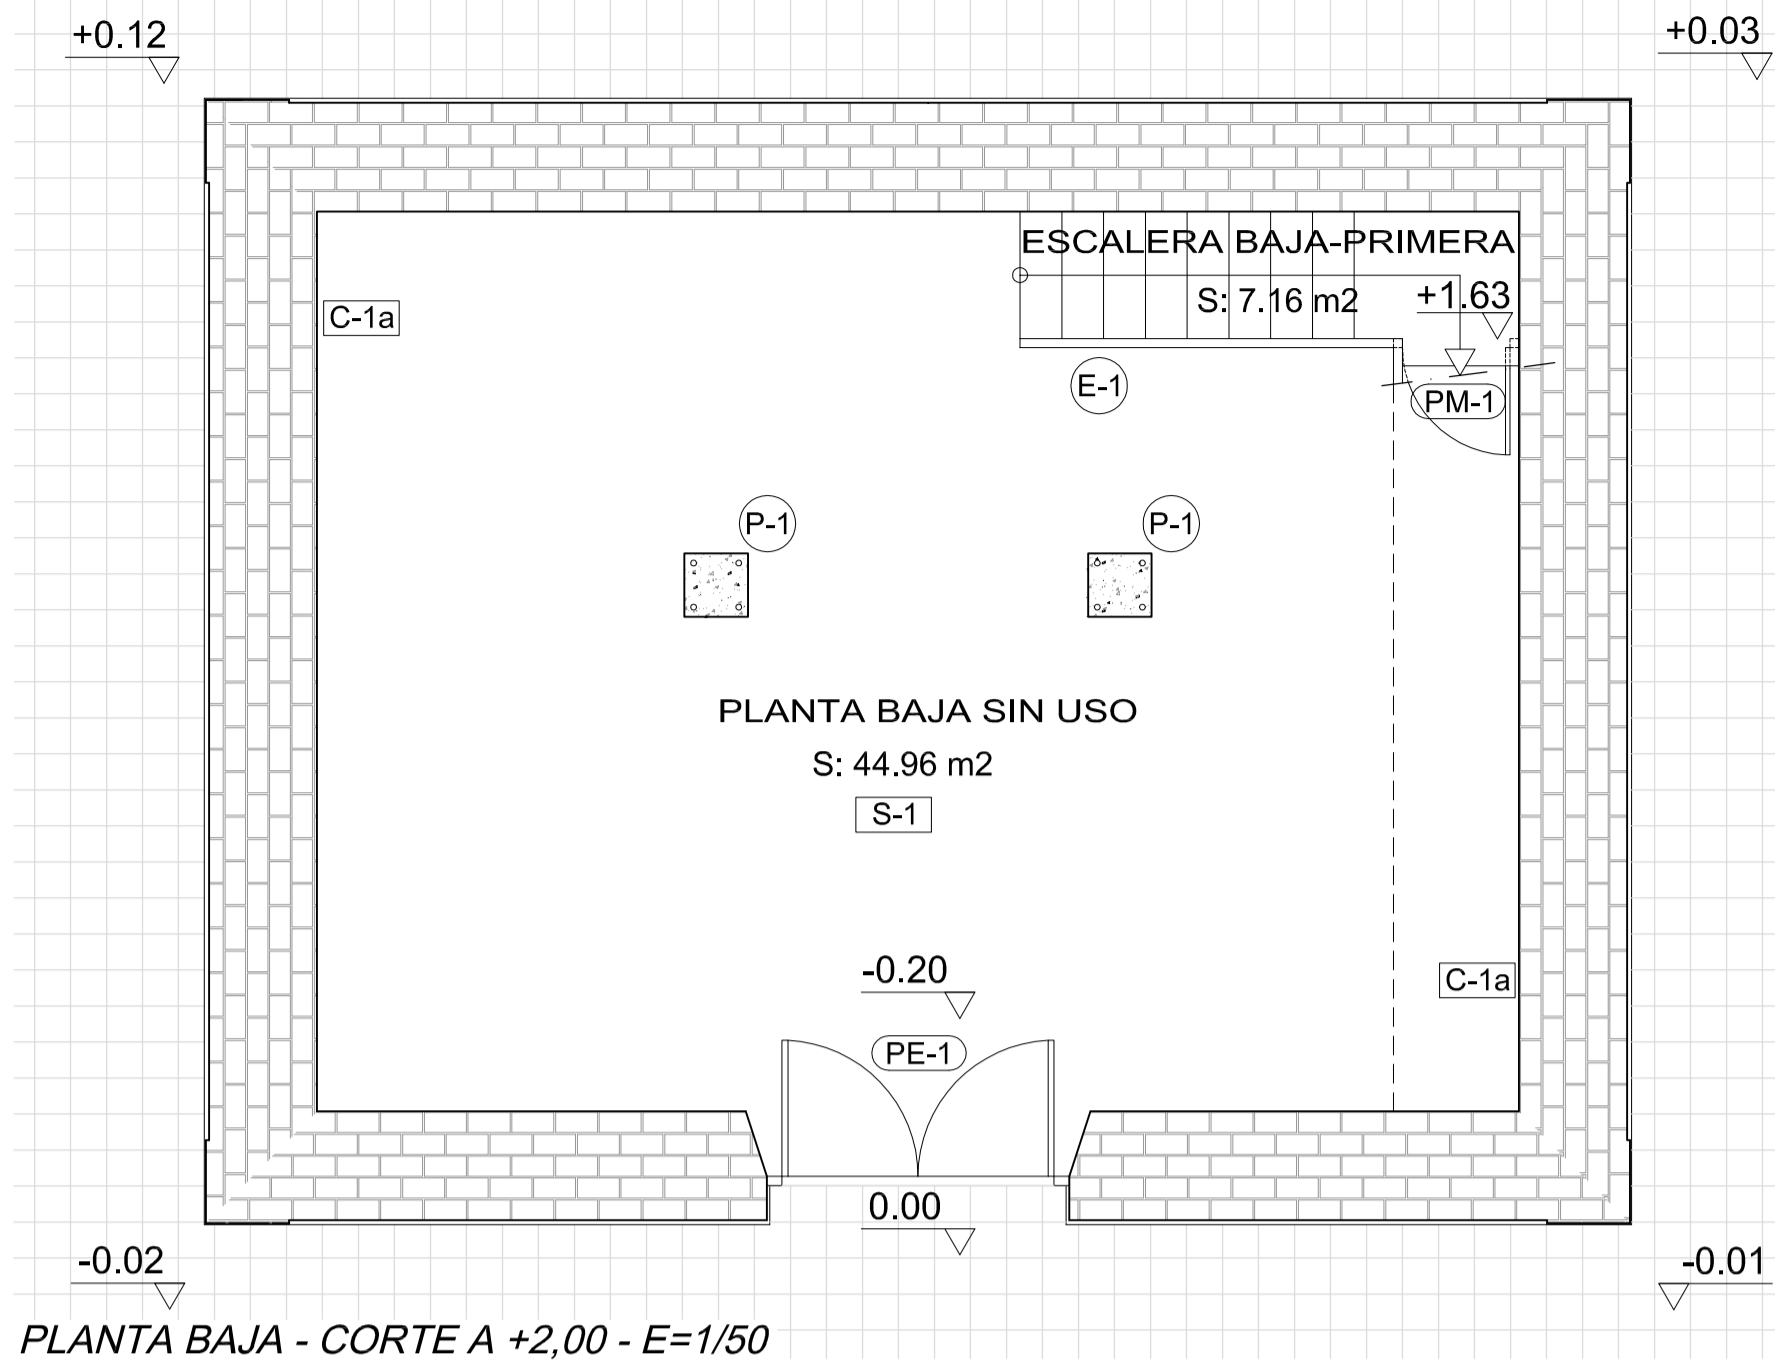 +0.12
+0.03
ESCALERA BAJA-PRIMERA
S: 7.16 m2
+1.63
C-1a
E-1
PM-1
P-1
P-1
PLANTA BAJA SIN USO
S: 44.96 m2
S-1
-0.20
C-1a
PE-1
0.00
-0.02
-0.01
PLANTA BAJA - CORTE A +2,00 - E=1/50